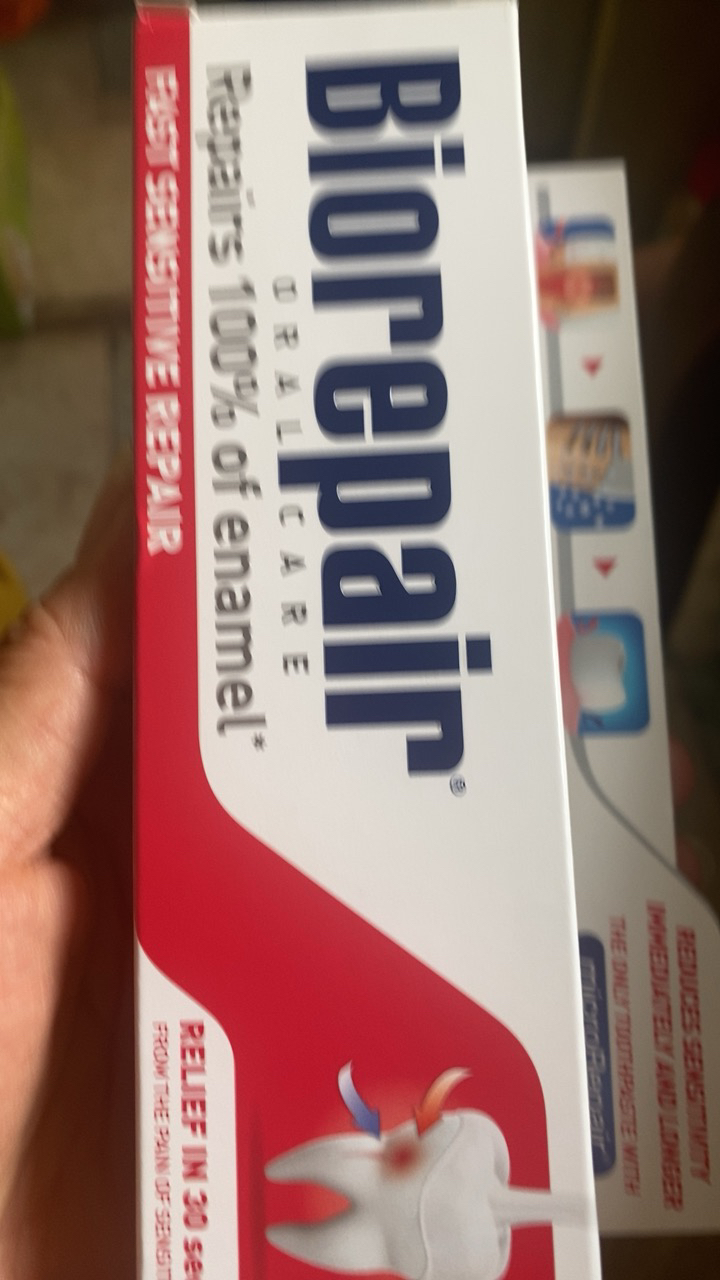 Biorepair®
ORAL CARE
Repairs 100% of enamel*
FAST SENSITIVE REPAIR
RELIEF IN 30 se
FROM THE PAIN OF SENSIT
REDUCES SENSITIVITY
IMMEDIATELY AND LONGER
THE ONLY TOOTHPASTE WITH
microRepair